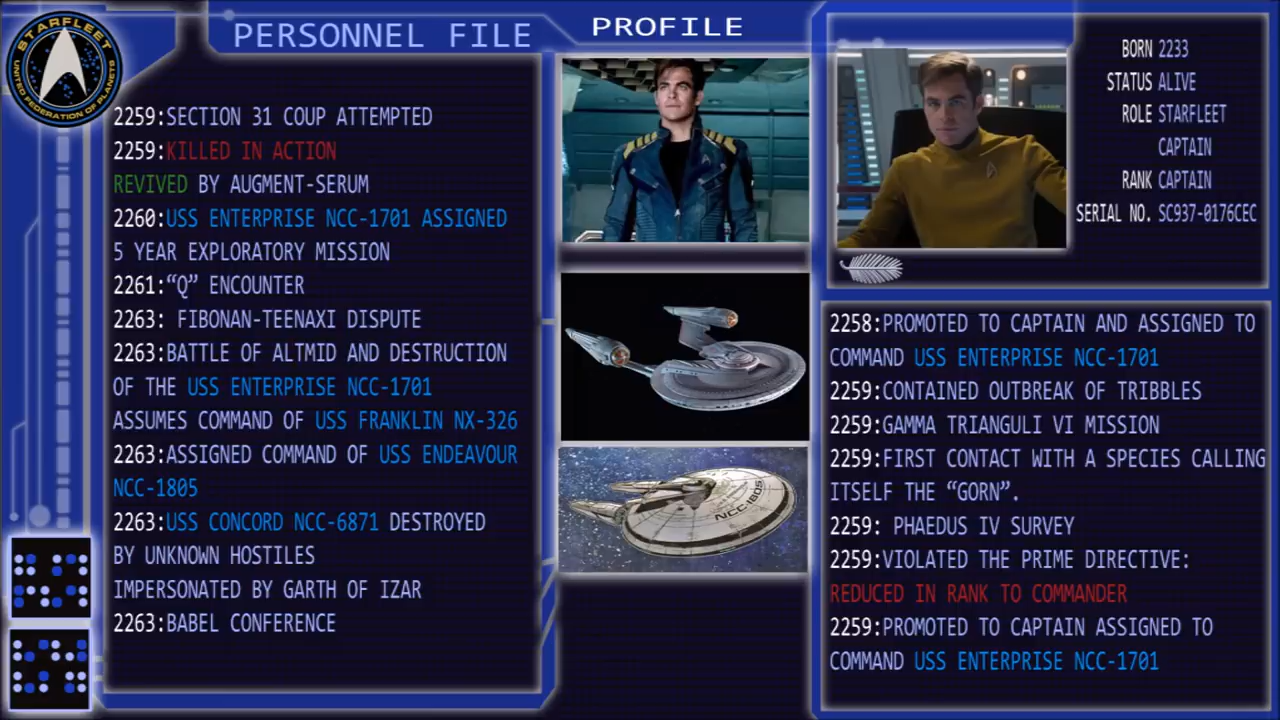 STARFLEET
UNITED FEDERATION OF PLANETS
PERSONNEL FILE
PROFILE
BORN 2233
STATUS ALIVE
ROLE STARFLEET
CAPTAIN
RANK CAPTAIN
SERIAL NO. SC937-0176CEC
2258:PROMOTED TO CAPTAIN AND ASSIGNED TO
COMMAND USS ENTERPRISE NCC-1701
2259:CONTAINED OUTBREAK OF TRIBBLES
2259:GAMMA TRIANGULI VI MISSION
2259:FIRST CONTACT WITH A SPECIES CALLING
ITSELF THE “GORN”.
2259: PHAEDUS IV SURVEY
2259:VIOLATED THE PRIME DIRECTIVE:
REDUCED IN RANK TO COMMANDER
2259:PROMOTED TO CAPTAIN ASSIGNED TO
COMMAND USS ENTERPRISE NCC-1701
2259:SECTION 31 COUP ATTEMPTED
2259:KILLED IN ACTION
REVIVED BY AUGMENT-SERUM
2260:USS ENTERPRISE NCC-1701 ASSIGNED
5 YEAR EXPLORATORY MISSION
2261:“Q” ENCOUNTER
2263: FIBONAN-TEENAXI DISPUTE
2263:BATTLE OF ALTMID AND DESTRUCTION
OF THE USS ENTERPRISE NCC-1701
ASSUMES COMMAND OF USS FRANKLIN NX-326
2263:ASSIGNED COMMAND OF USS ENDEAVOUR
NCC-1805
2263:USS CONCORD NCC-6871 DESTROYED
BY UNKNOWN HOSTILES
IMPERSONATED BY GARTH OF IZAR
2263:BABEL CONFERENCE
NCC-1805